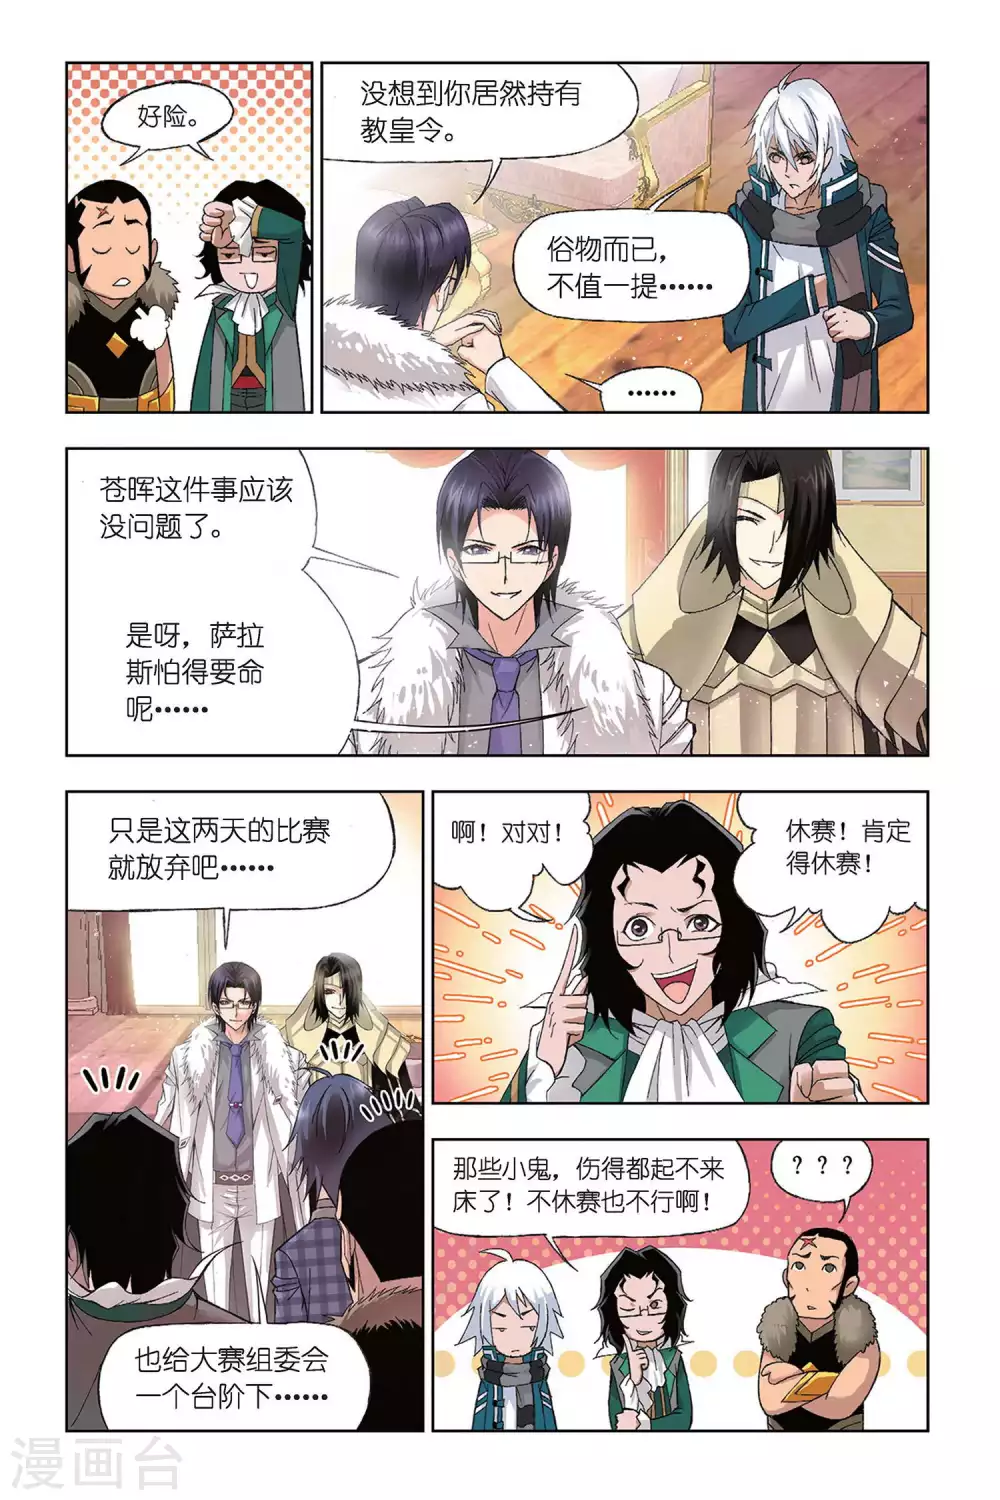 好险。
没想到你居然持有
教皇令。
俗物而已，
不值一提……
……
苍晖这件事应该
没问题了。
是呀，萨拉
斯怕得要命
呢……
只是这两天的比赛
就放弃吧……
也给大赛组委会
一个台阶下……
啊！对对！
休赛！肯定
得休赛！
那些小鬼，伤得都起不来
床了！不休赛也不行啊！
？？？
漫画台